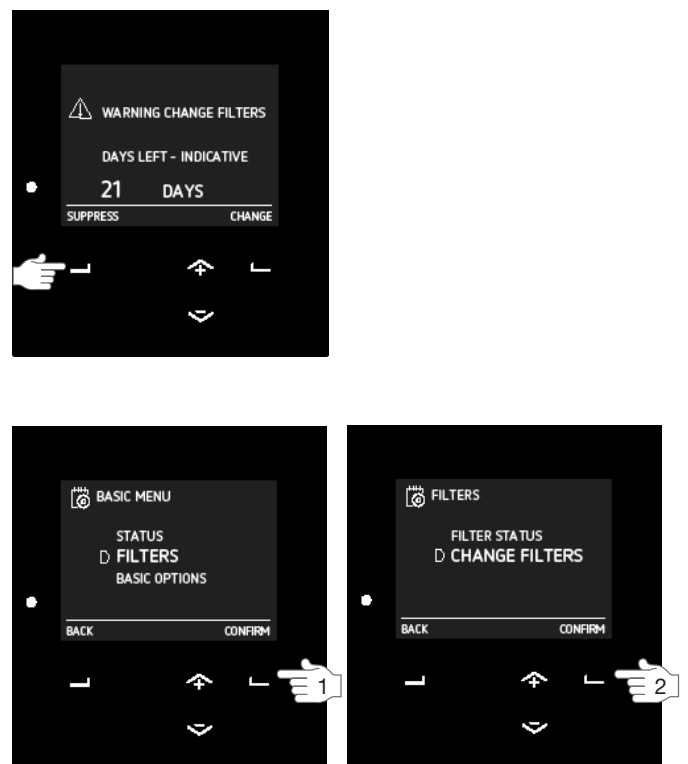 WARNING CHANGE FILTERS
DAYS LEFT - INDICATIVE
21 DAYS
SUPPRESS CHANGE
BASIC MENU
STATUS
FILTERS
BASIC OPTIONS
BACK CONFIRM
1
FILTERS
FILTER STATUS
CHANGE FILTERS
BACK CONFIRM
2